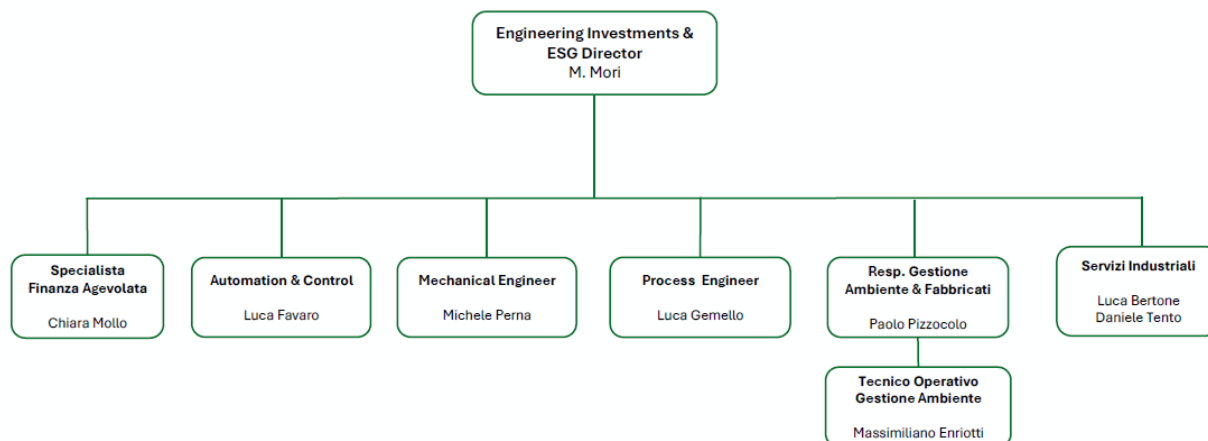 Engineering Investments &
ESG Director
M. Mori
Specialista
Finanza Agevolata
Chiara Mollo
Automation & Control
Luca Favaro
Mechanical Engineer
Michele Perna
Process Engineer
Luca Gemello
Resp. Gestione
Ambiente & Fabbricati
Paolo Pizzocolo
Servizi Industriali
Luca Bertone
Daniele Tento
Tecnico Operativo
Gestione Ambiente
Massimiliano Enriotti